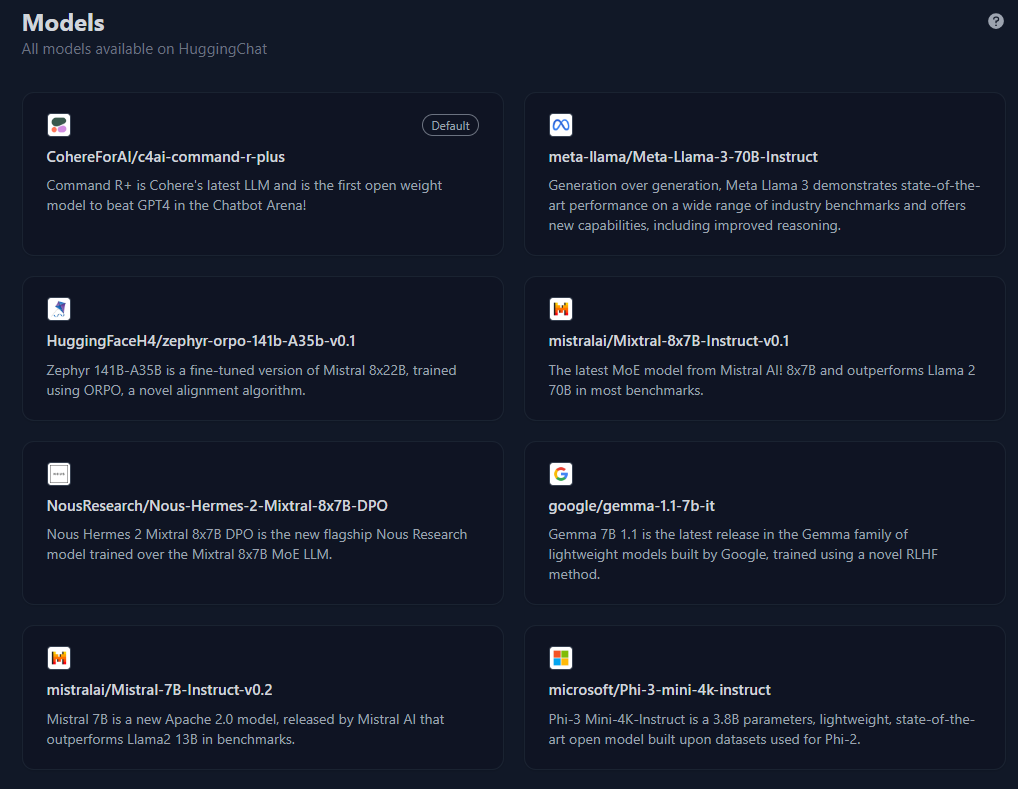 Models
?
All models available on HuggingChat
Default
CohereForAI/c4ai-command-r-plus
Command R+ is Cohere's latest LLM and is the first open weight
model to beat GPT4 in the Chatbot Arena!
meta-llama/Meta-Llama-3-70B-Instruct
Generation over generation, Meta Llama 3 demonstrates state-of-the-
art performance on a wide range of industry benchmarks and offers
new capabilities, including improved reasoning.
HuggingFaceH4/zephyr-orpo-141b-A35b-v0.1
Zephyr 141B-A35B is a fine-tuned version of Mistral 8x22B, trained
using ORPO, a novel alignment algorithm.
mistralai/Mixtral-8x7B-Instruct-v0.1
The latest MoE model from Mistral AI! 8x7B and outperforms Llama 2
70B in most benchmarks.
NousResearch/Nous-Hermes-2-Mixtral-8x7B-DPO
Nous Hermes 2 Mixtral 8x7B DPO is the new flagship Nous Research
model trained over the Mixtral 8x7B MoE LLM.
google/gemma-1.1-7b-it
Gemma 7B 1.1 is the latest release in the Gemma family of
lightweight models built by Google, trained using a novel RLHF
method.
mistralai/Mistral-7B-Instruct-v0.2
Mistral 7B is a new Apache 2.0 model, released by Mistral AI that
outperforms Llama2 13B in benchmarks.
microsoft/Phi-3-mini-4k-instruct
Phi-3 Mini-4K-Instruct is a 3.8B parameters, lightweight, state-of-the-
art open model built upon datasets used for Phi-2.